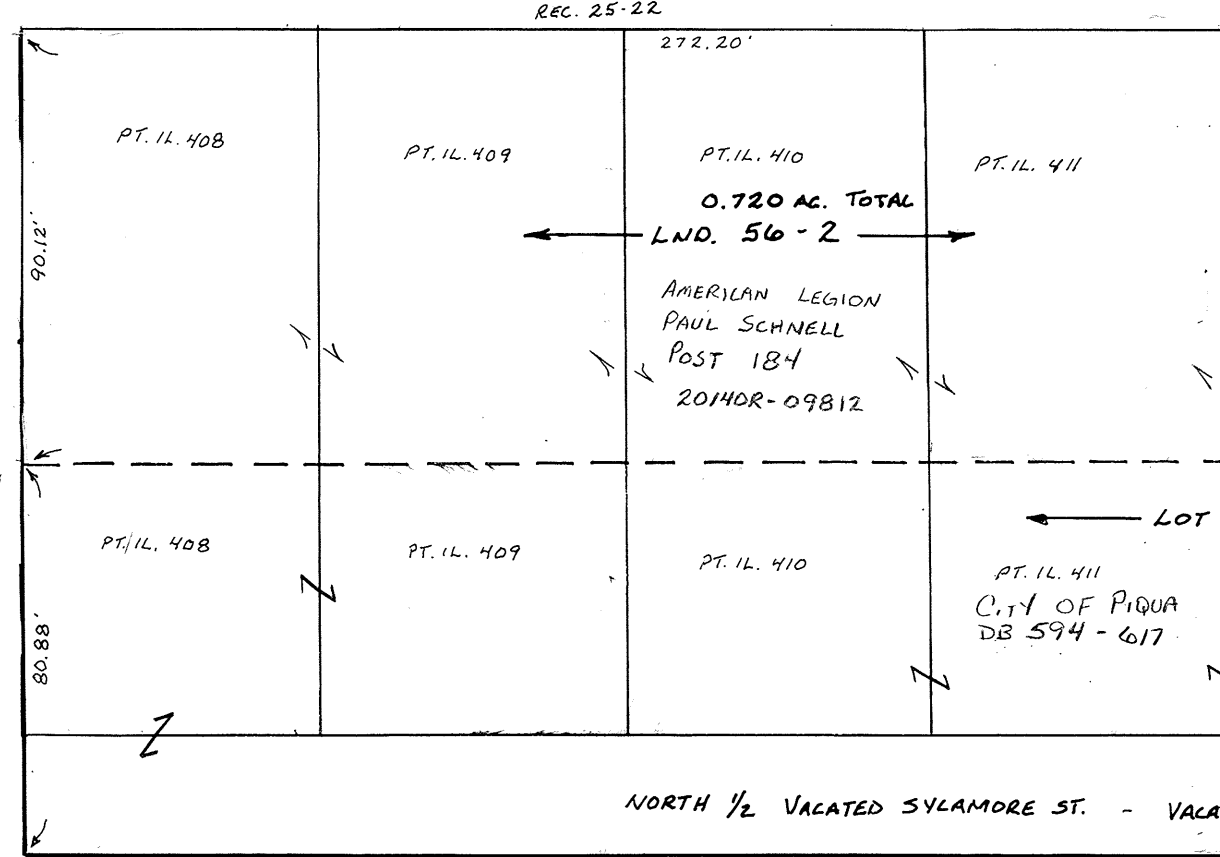 REC. 25-22
272.20'
PT. IL. 408
PT. IL. 409
PT. IL. 410
PT. IL. 411
0.720 AC. TOTAL
LND. 56-2
90.12'
AMERICAN LEGION
PAUL SCHNELL
POST 184
2014OR-09812
LOT
PT. IL. 408
PT. IL. 409
PT. IL. 410
PT. IL. 411
CITY OF PIQUA
DB 594-617
80.88'
NORTH 1/2 VACATED SYCAMORE ST. - VACA